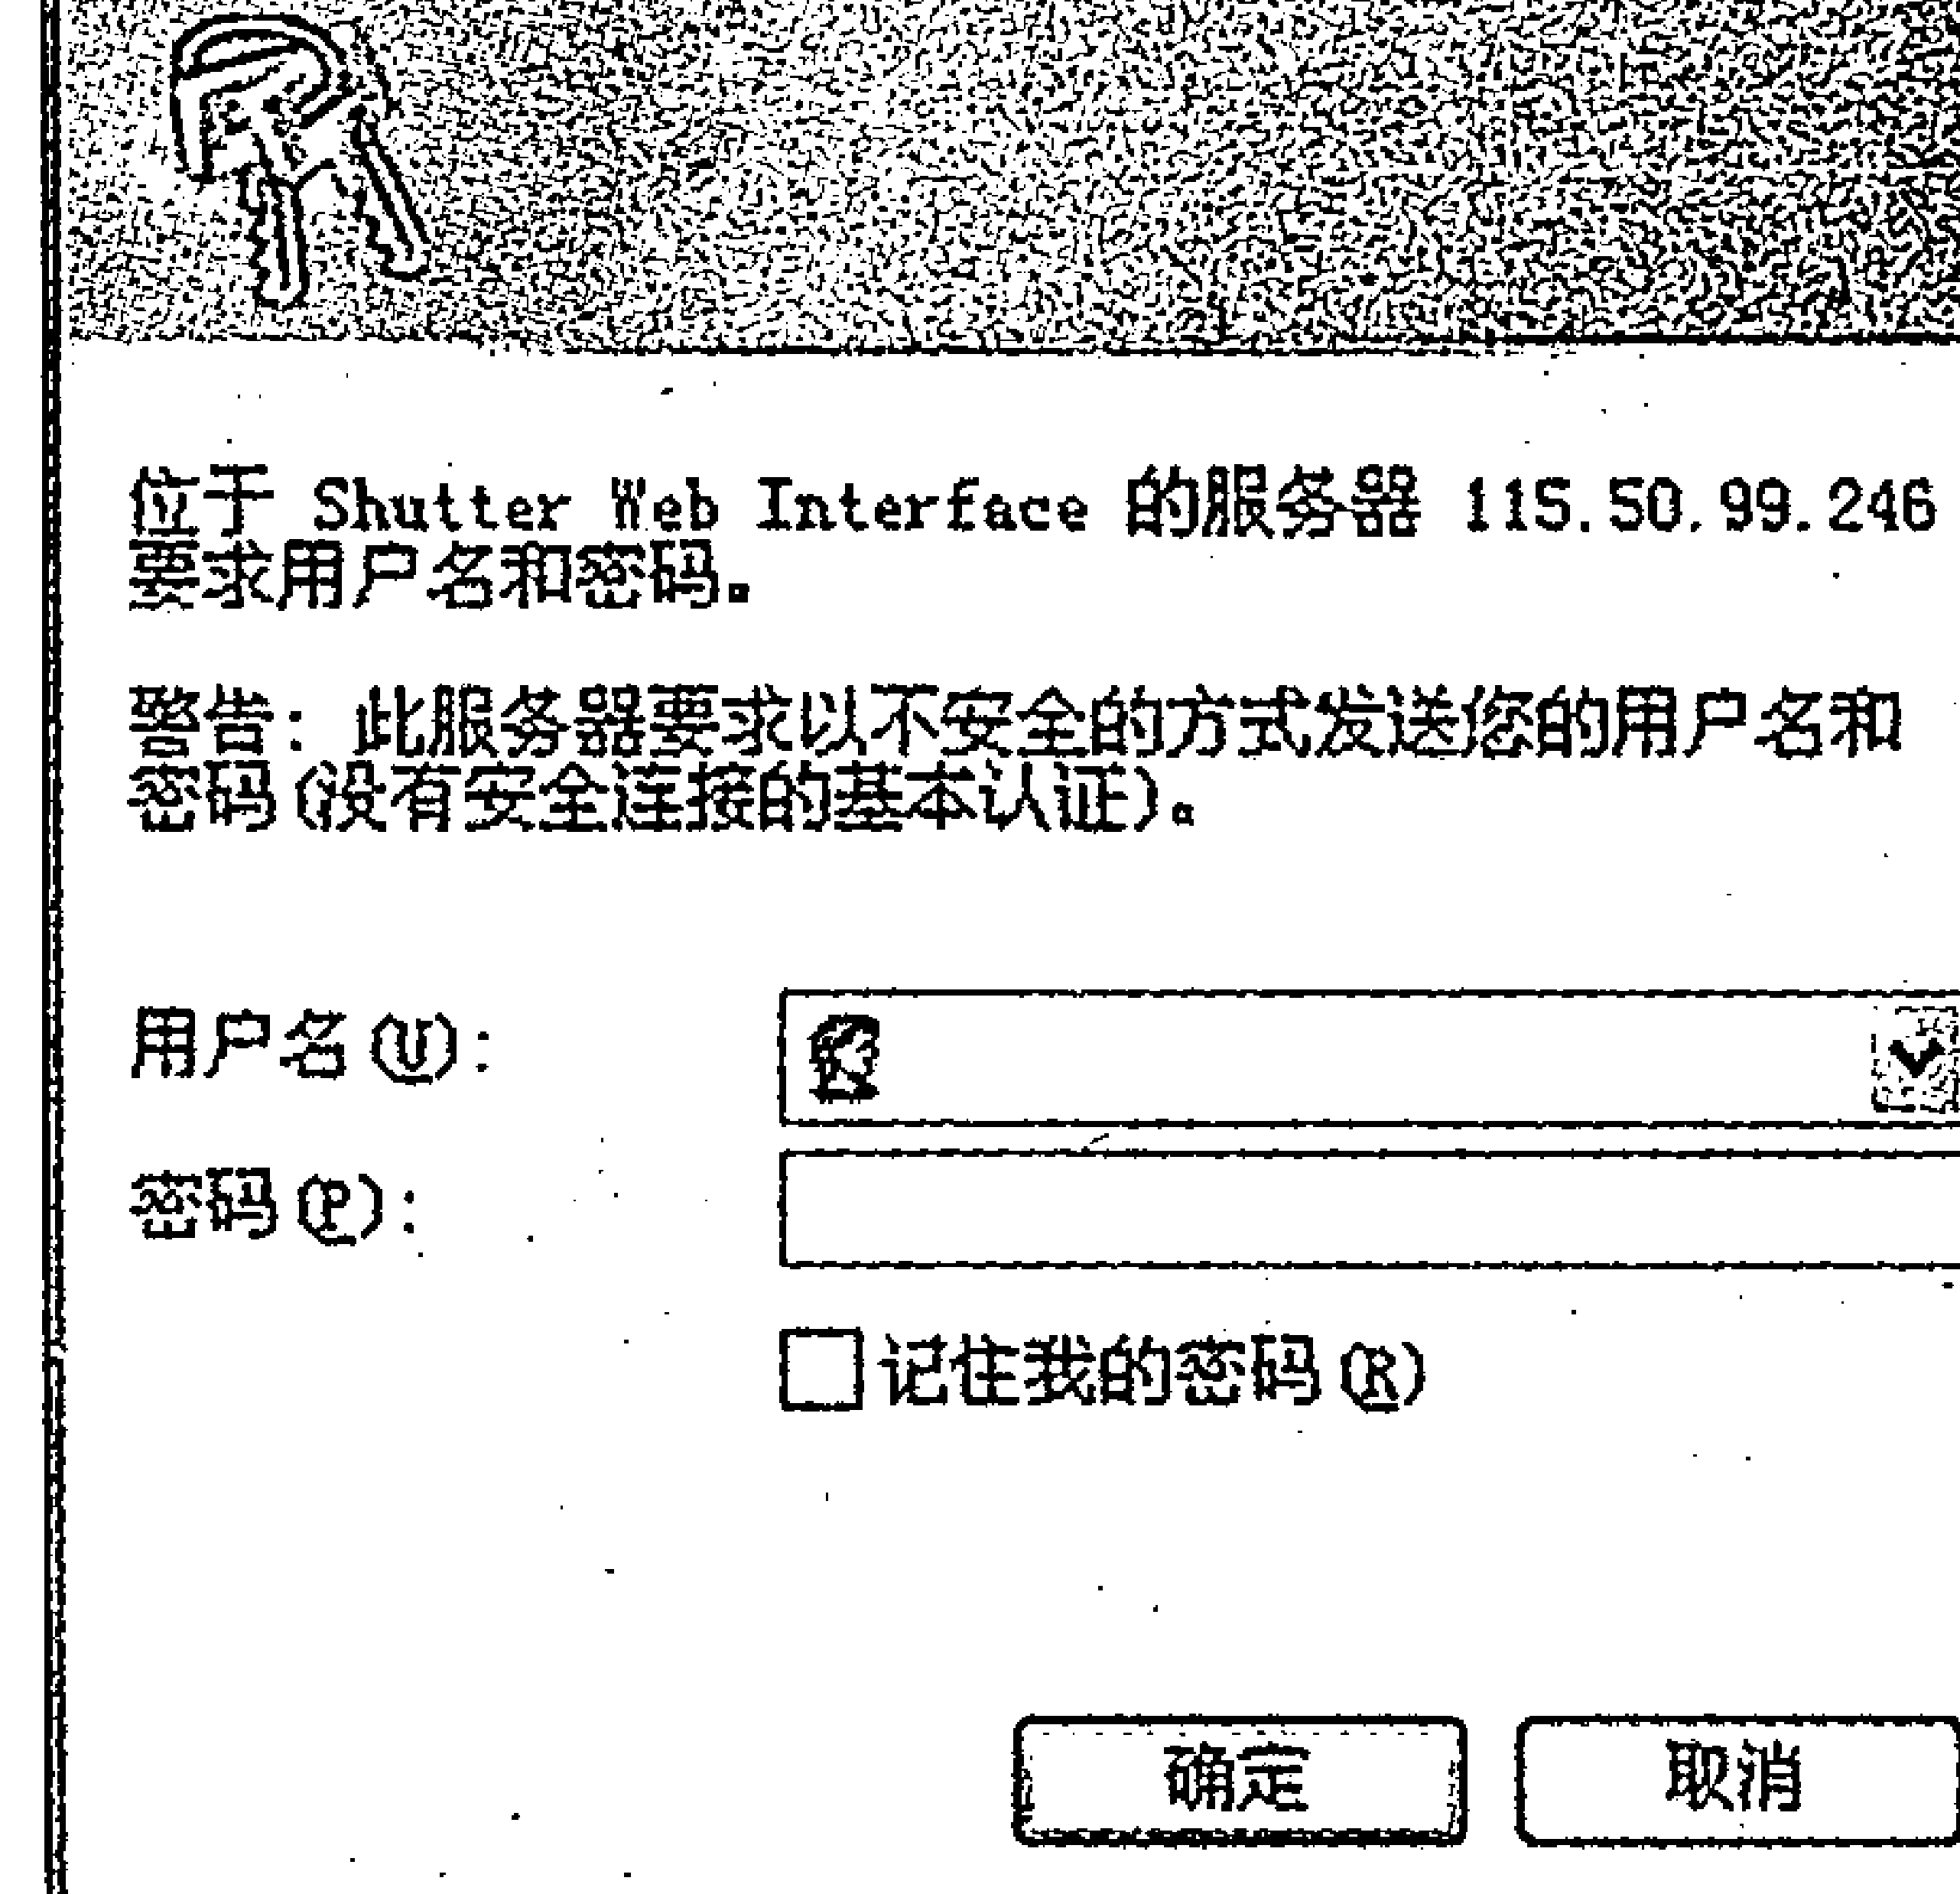 位于 Shutter Web Interface 的服务器 115.50.99.246
要求用户名和密码。
警告: 此服务器要求以不安全的方式发送您的用户名和
密码(没有安全连接的基本认证)。
用户名(U):
密码(P):
记住我的密码(R)
确定
取消